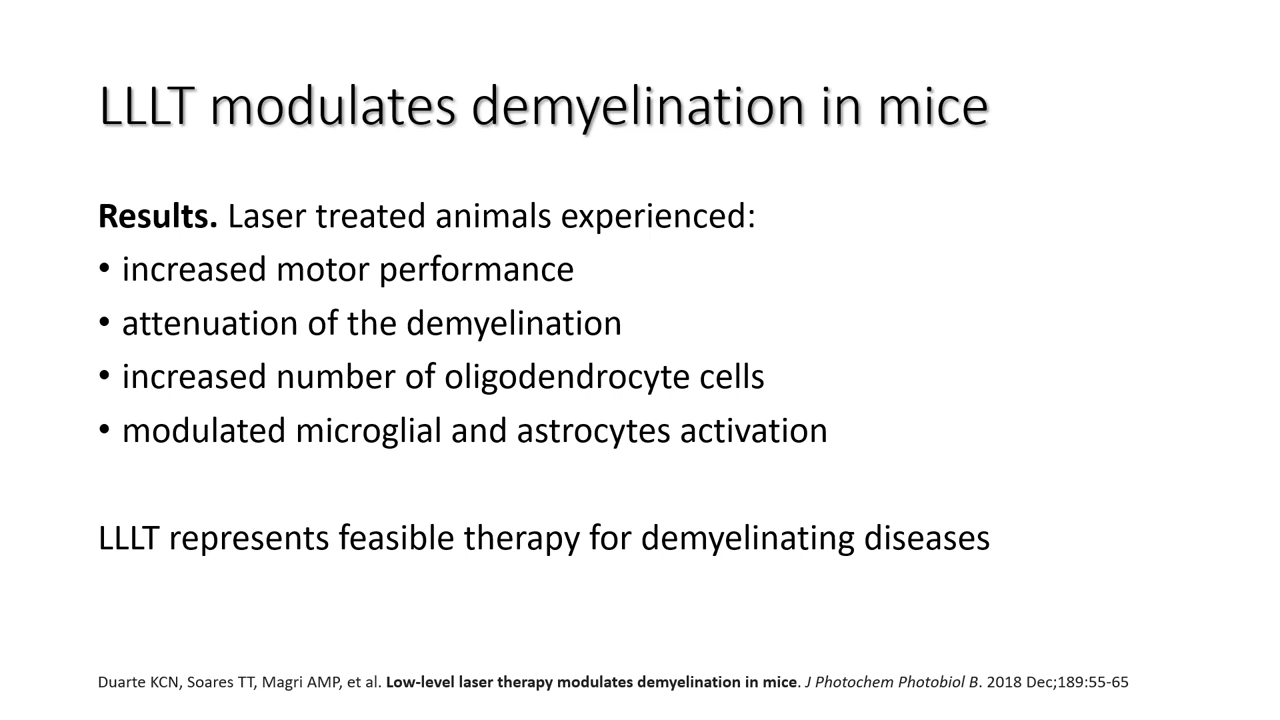 LLLT modulates demyelination in mice
Results. Laser treated animals experienced:
• increased motor performance
• attenuation of the demyelination
• increased number of oligodendrocyte cells
• modulated microglial and astrocytes activation
LLLT represents feasible therapy for demyelinating diseases
Duarte KCN, Soares TT, Magri AMP, et al. Low-level laser therapy modulates demyelination in mice. J Photochem Photobiol B. 2018 Dec;189:55-65